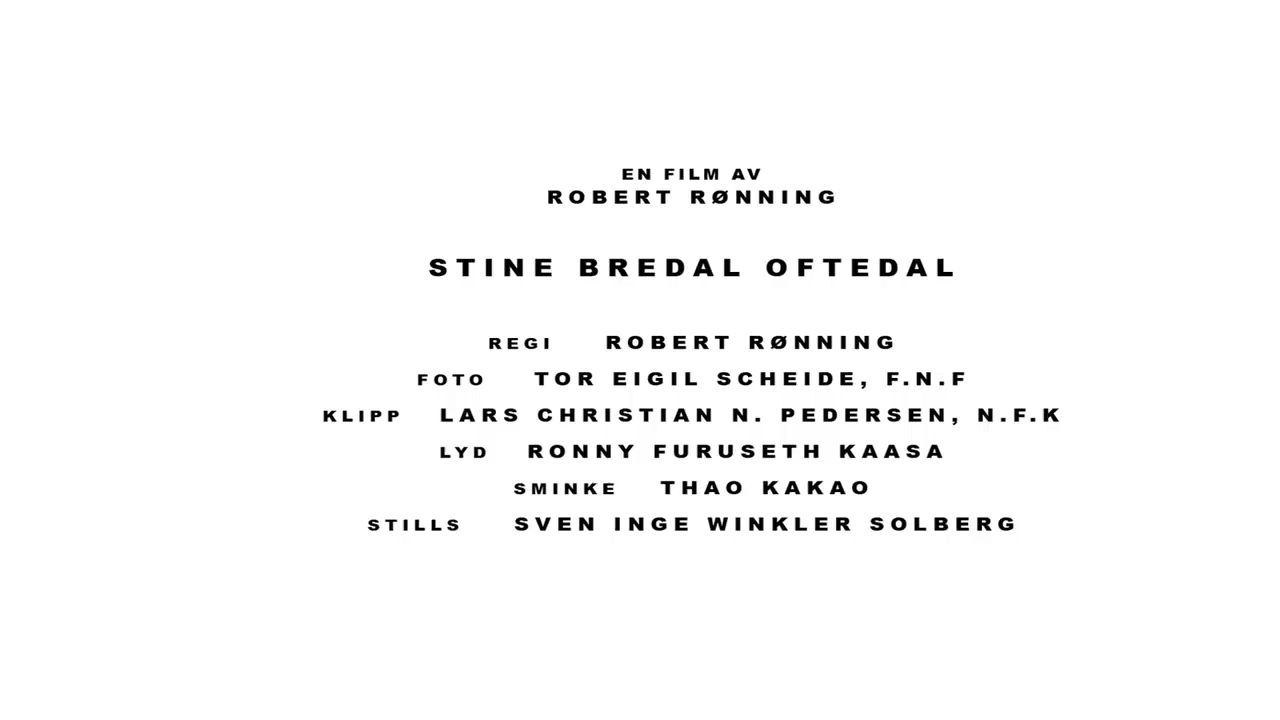 EN FILM AV
ROBERT RØNNING
STINE BREDAL OFTEDAL
REGI ROBERT RØNNING
FOTO TOR EIGIL SCHEIDE, F.N.F
KLIPP LARS CHRISTIAN N. PEDERSEN, N.F.K
LYD RONNY FURUSETH KAASA
SMINKE THAO KAKAO
STILLS SVEN INGE WINKLER SOLBERG